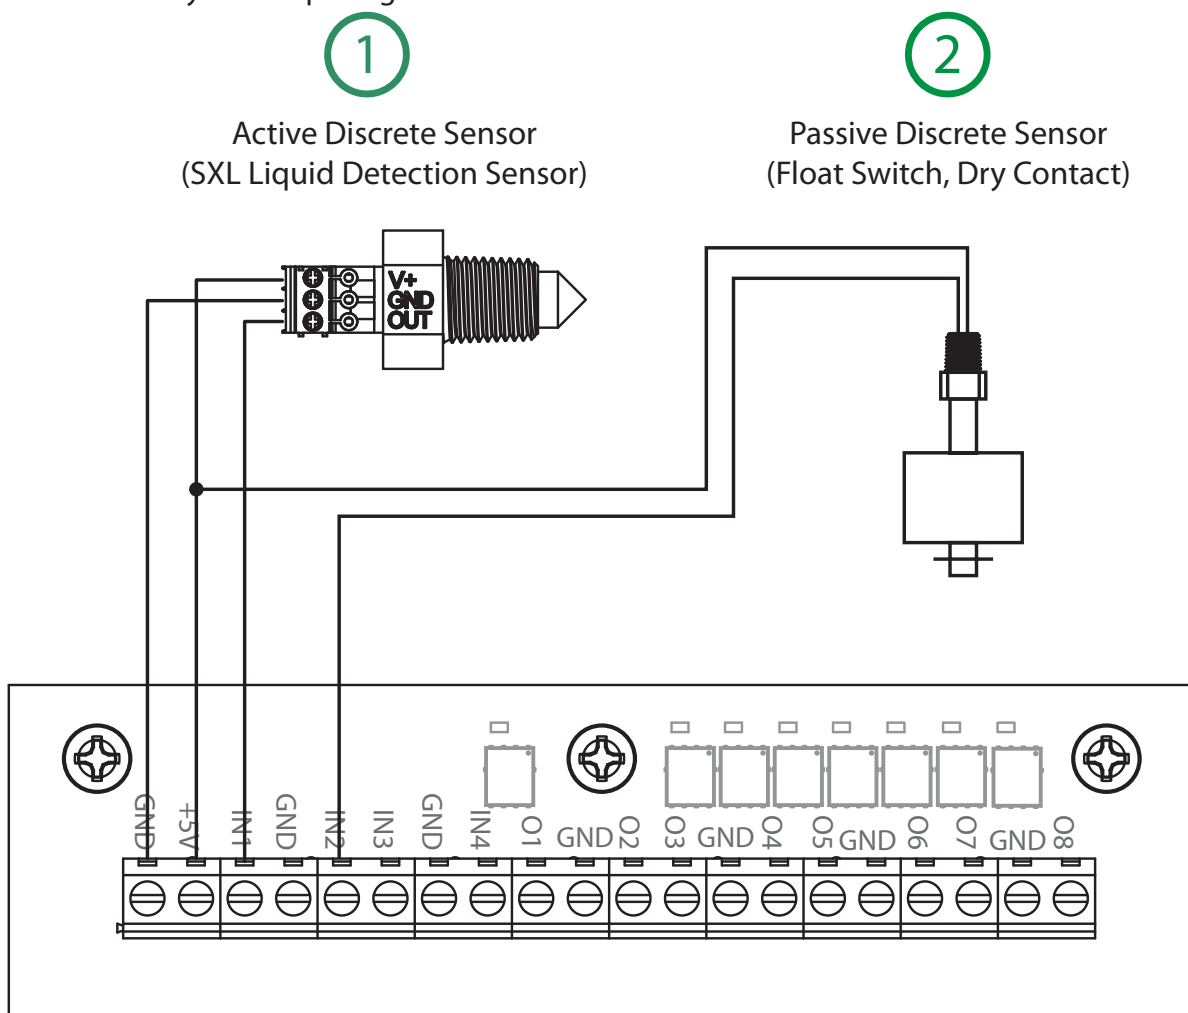 1
2
Active Discrete Sensor
(SXL Liquid Detection Sensor)
Passive Discrete Sensor
(Float Switch, Dry Contact)
V+
GND
OUT
GND +5V IN1 GND IN2 IN3 GND IN4 O1 GND O2 O3 GND O4 O5 GND O6 O7 GND O8